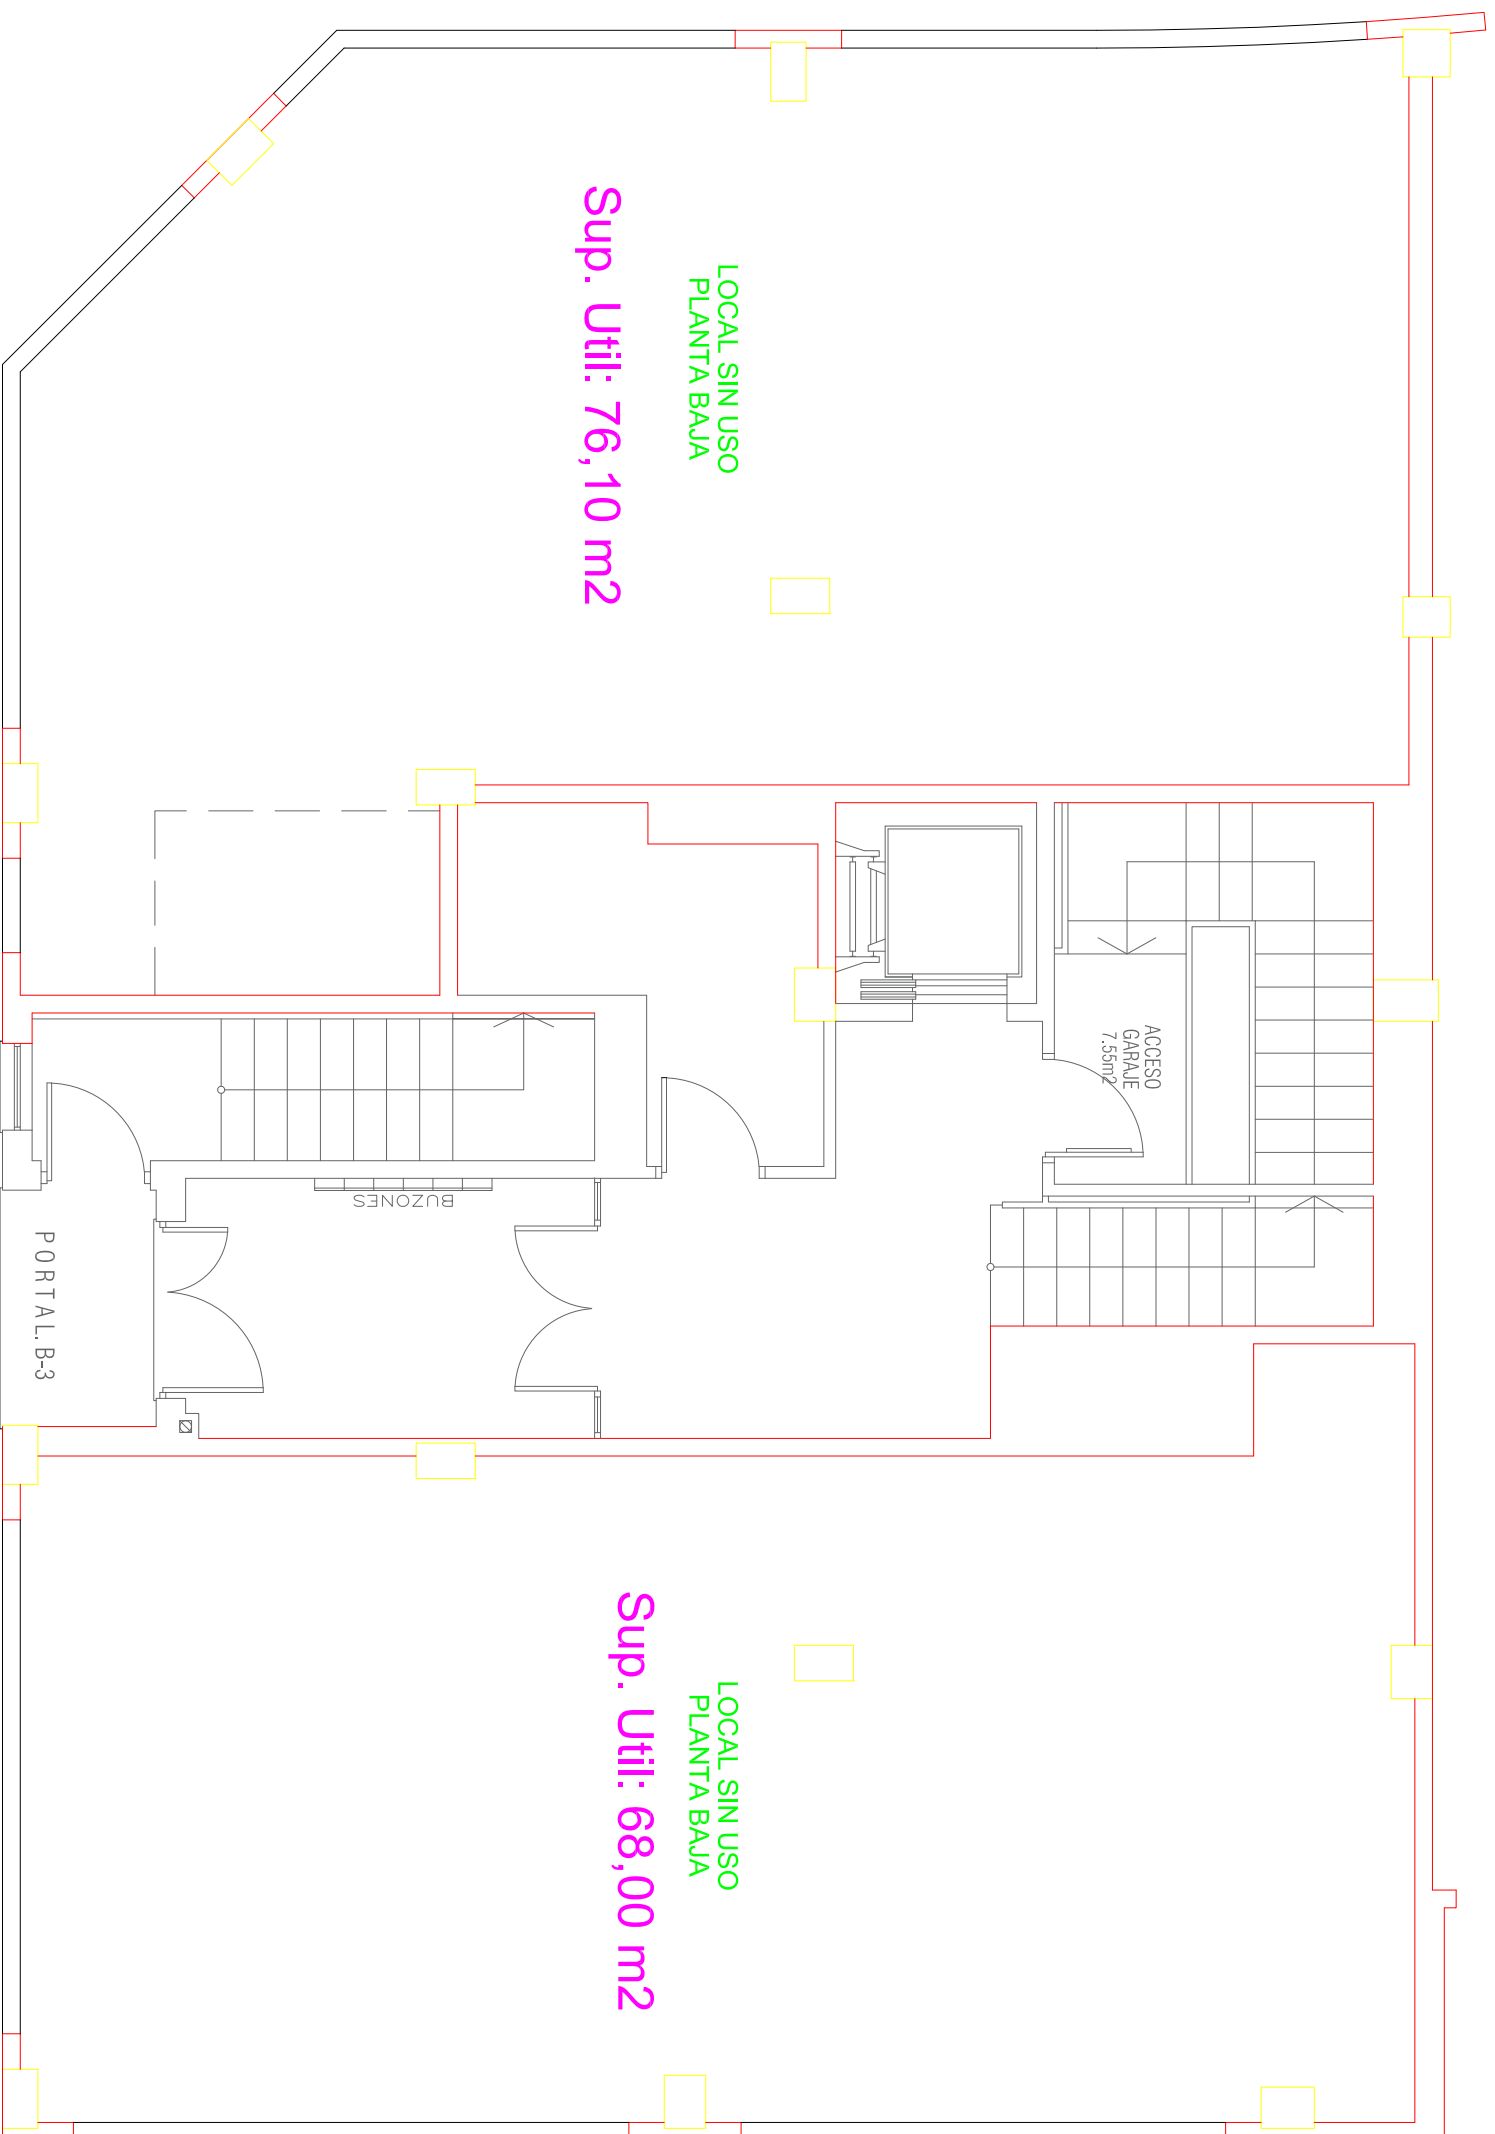 LOCAL SIN USO
PLANTA BAJA
Sup. Util: 76,10 m2
ACCESO
GARAJE
7.55m2
BUZONES
PORTAL. B-3
LOCAL SIN USO
PLANTA BAJA
Sup. Util: 68,00 m2